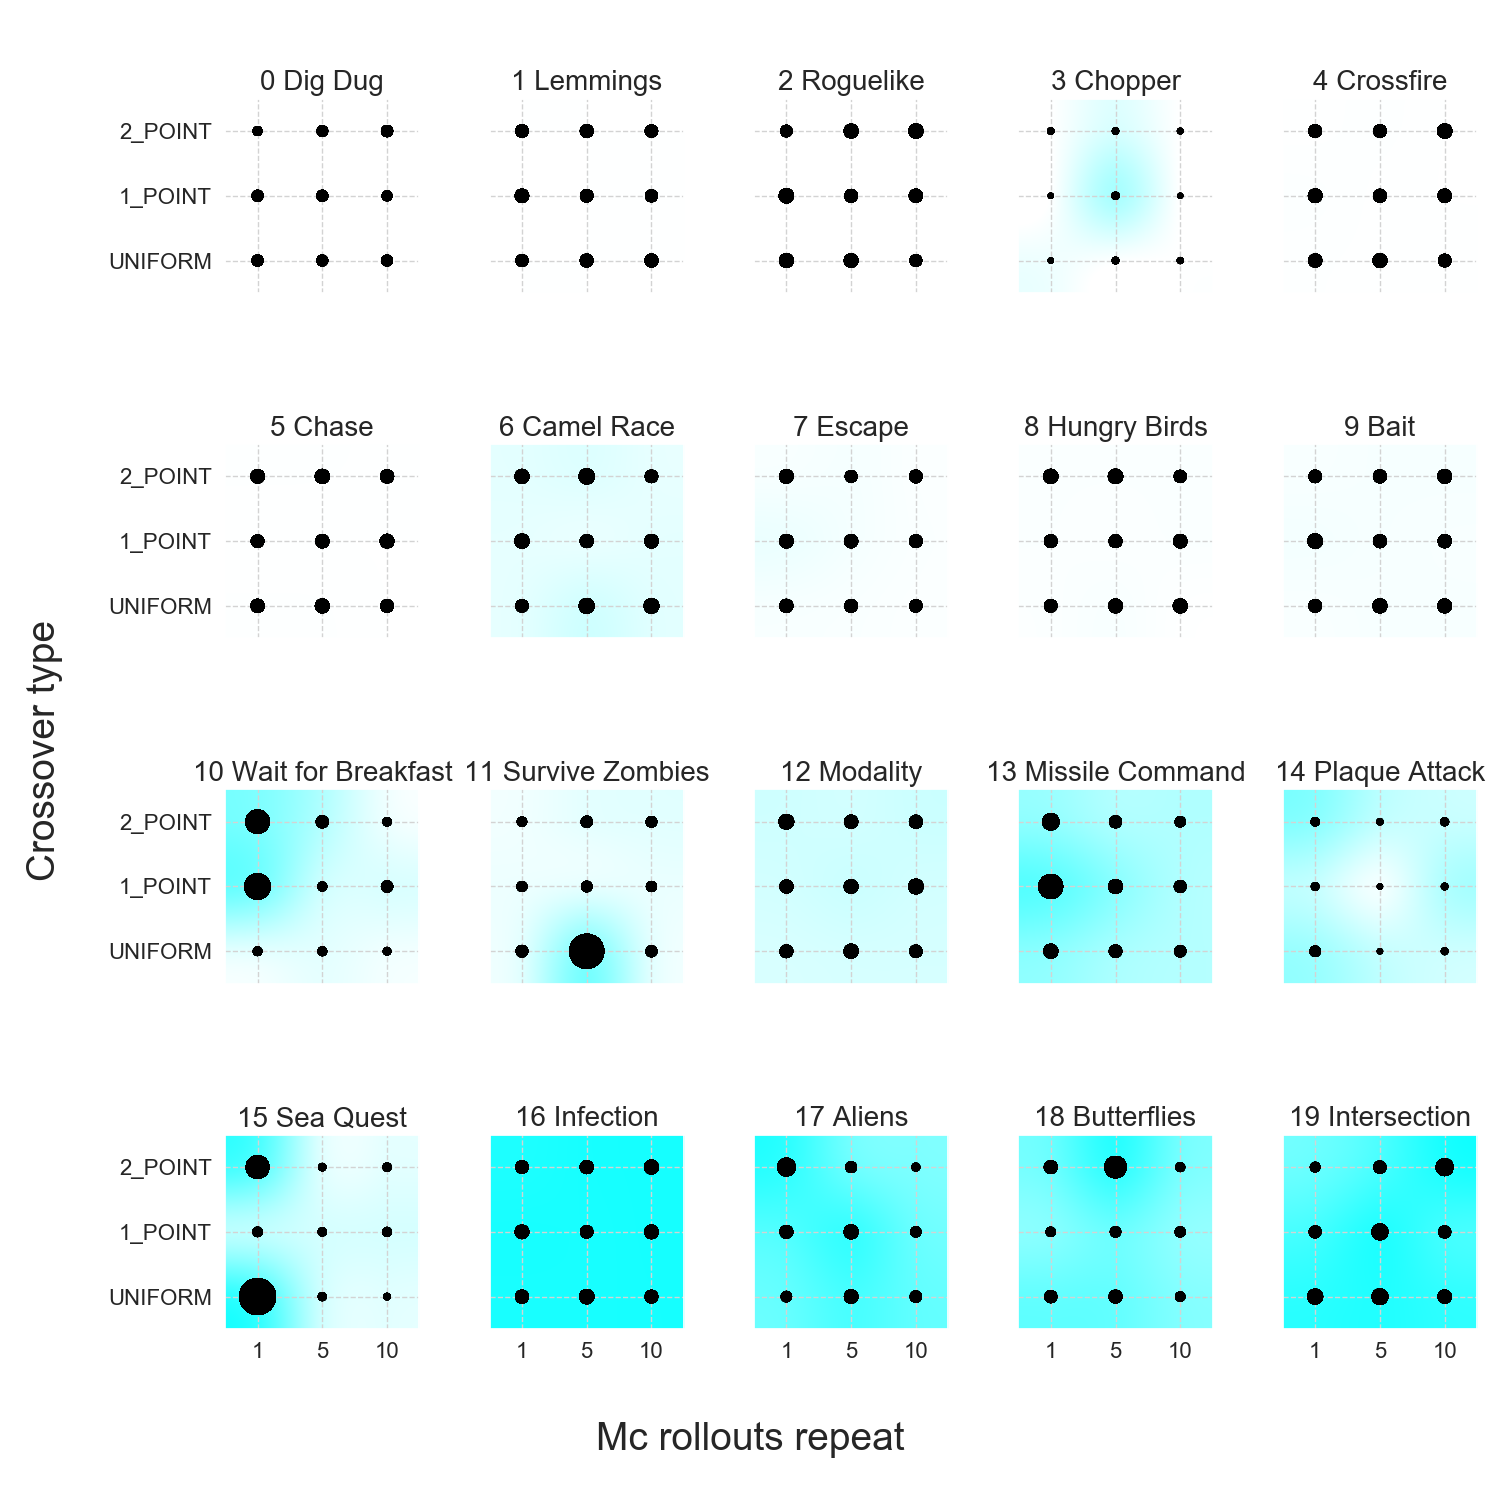 0 Dig Dug 1 Lemmings 2 Roguelike 3 Chopper 4 Crossfire
2_POINT
1_POINT
UNIFORM
5 Chase 6 Camel Race 7 Escape 8 Hungry Birds 9 Bait
2_POINT
1_POINT
UNIFORM
Crossover type
10 Wait for Breakfast 11 Survive Zombies 12 Modality 13 Missile Command 14 Plaque Attack
2_POINT
1_POINT
UNIFORM
15 Sea Quest 16 Infection 17 Aliens 18 Butterflies 19 Intersection
2_POINT
1_POINT
UNIFORM
1 5 10 1 5 10 1 5 10 1 5 10 1 5 10
Mc rollouts repeat